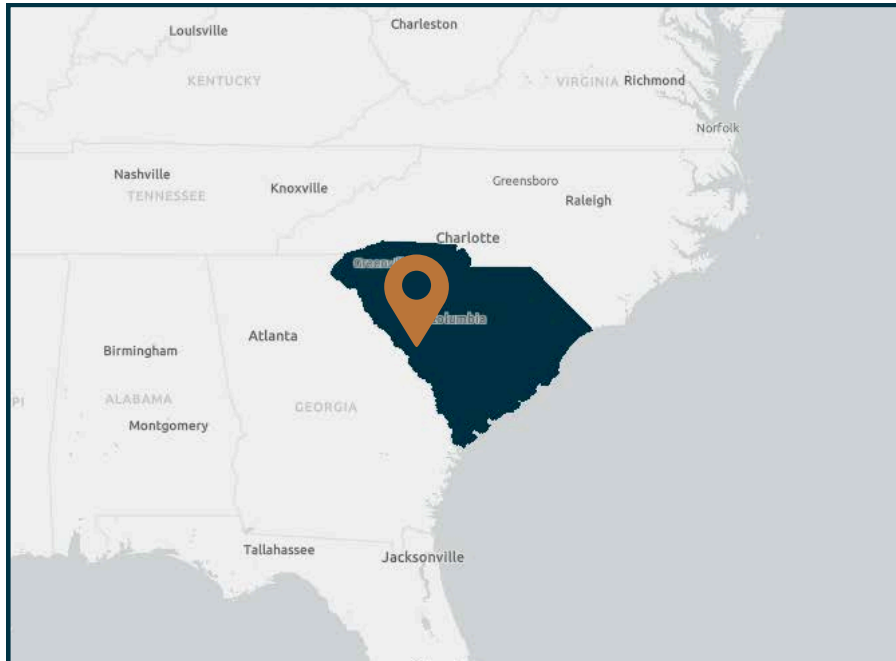 Louisville
Charleston
KENTUCKY
VIRGINIA
Richmond
Norfolk
Nashville
TENNESSEE
Knoxville
Greensboro
Raleigh
Charlotte
Atlanta
Birmingham
ALABAMA
GEORGIA
PI
Montgomery
Tallahassee
Jacksonville